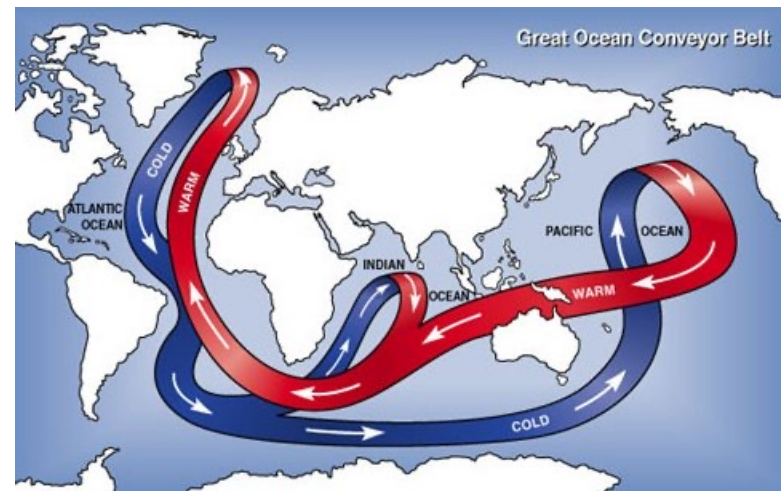 Great Ocean Conveyor Belt
COLD
WARM
ATLANTIC
OCEAN
PACIFIC
OCEAN
INDIAN
OCEAN
WARM
COLD